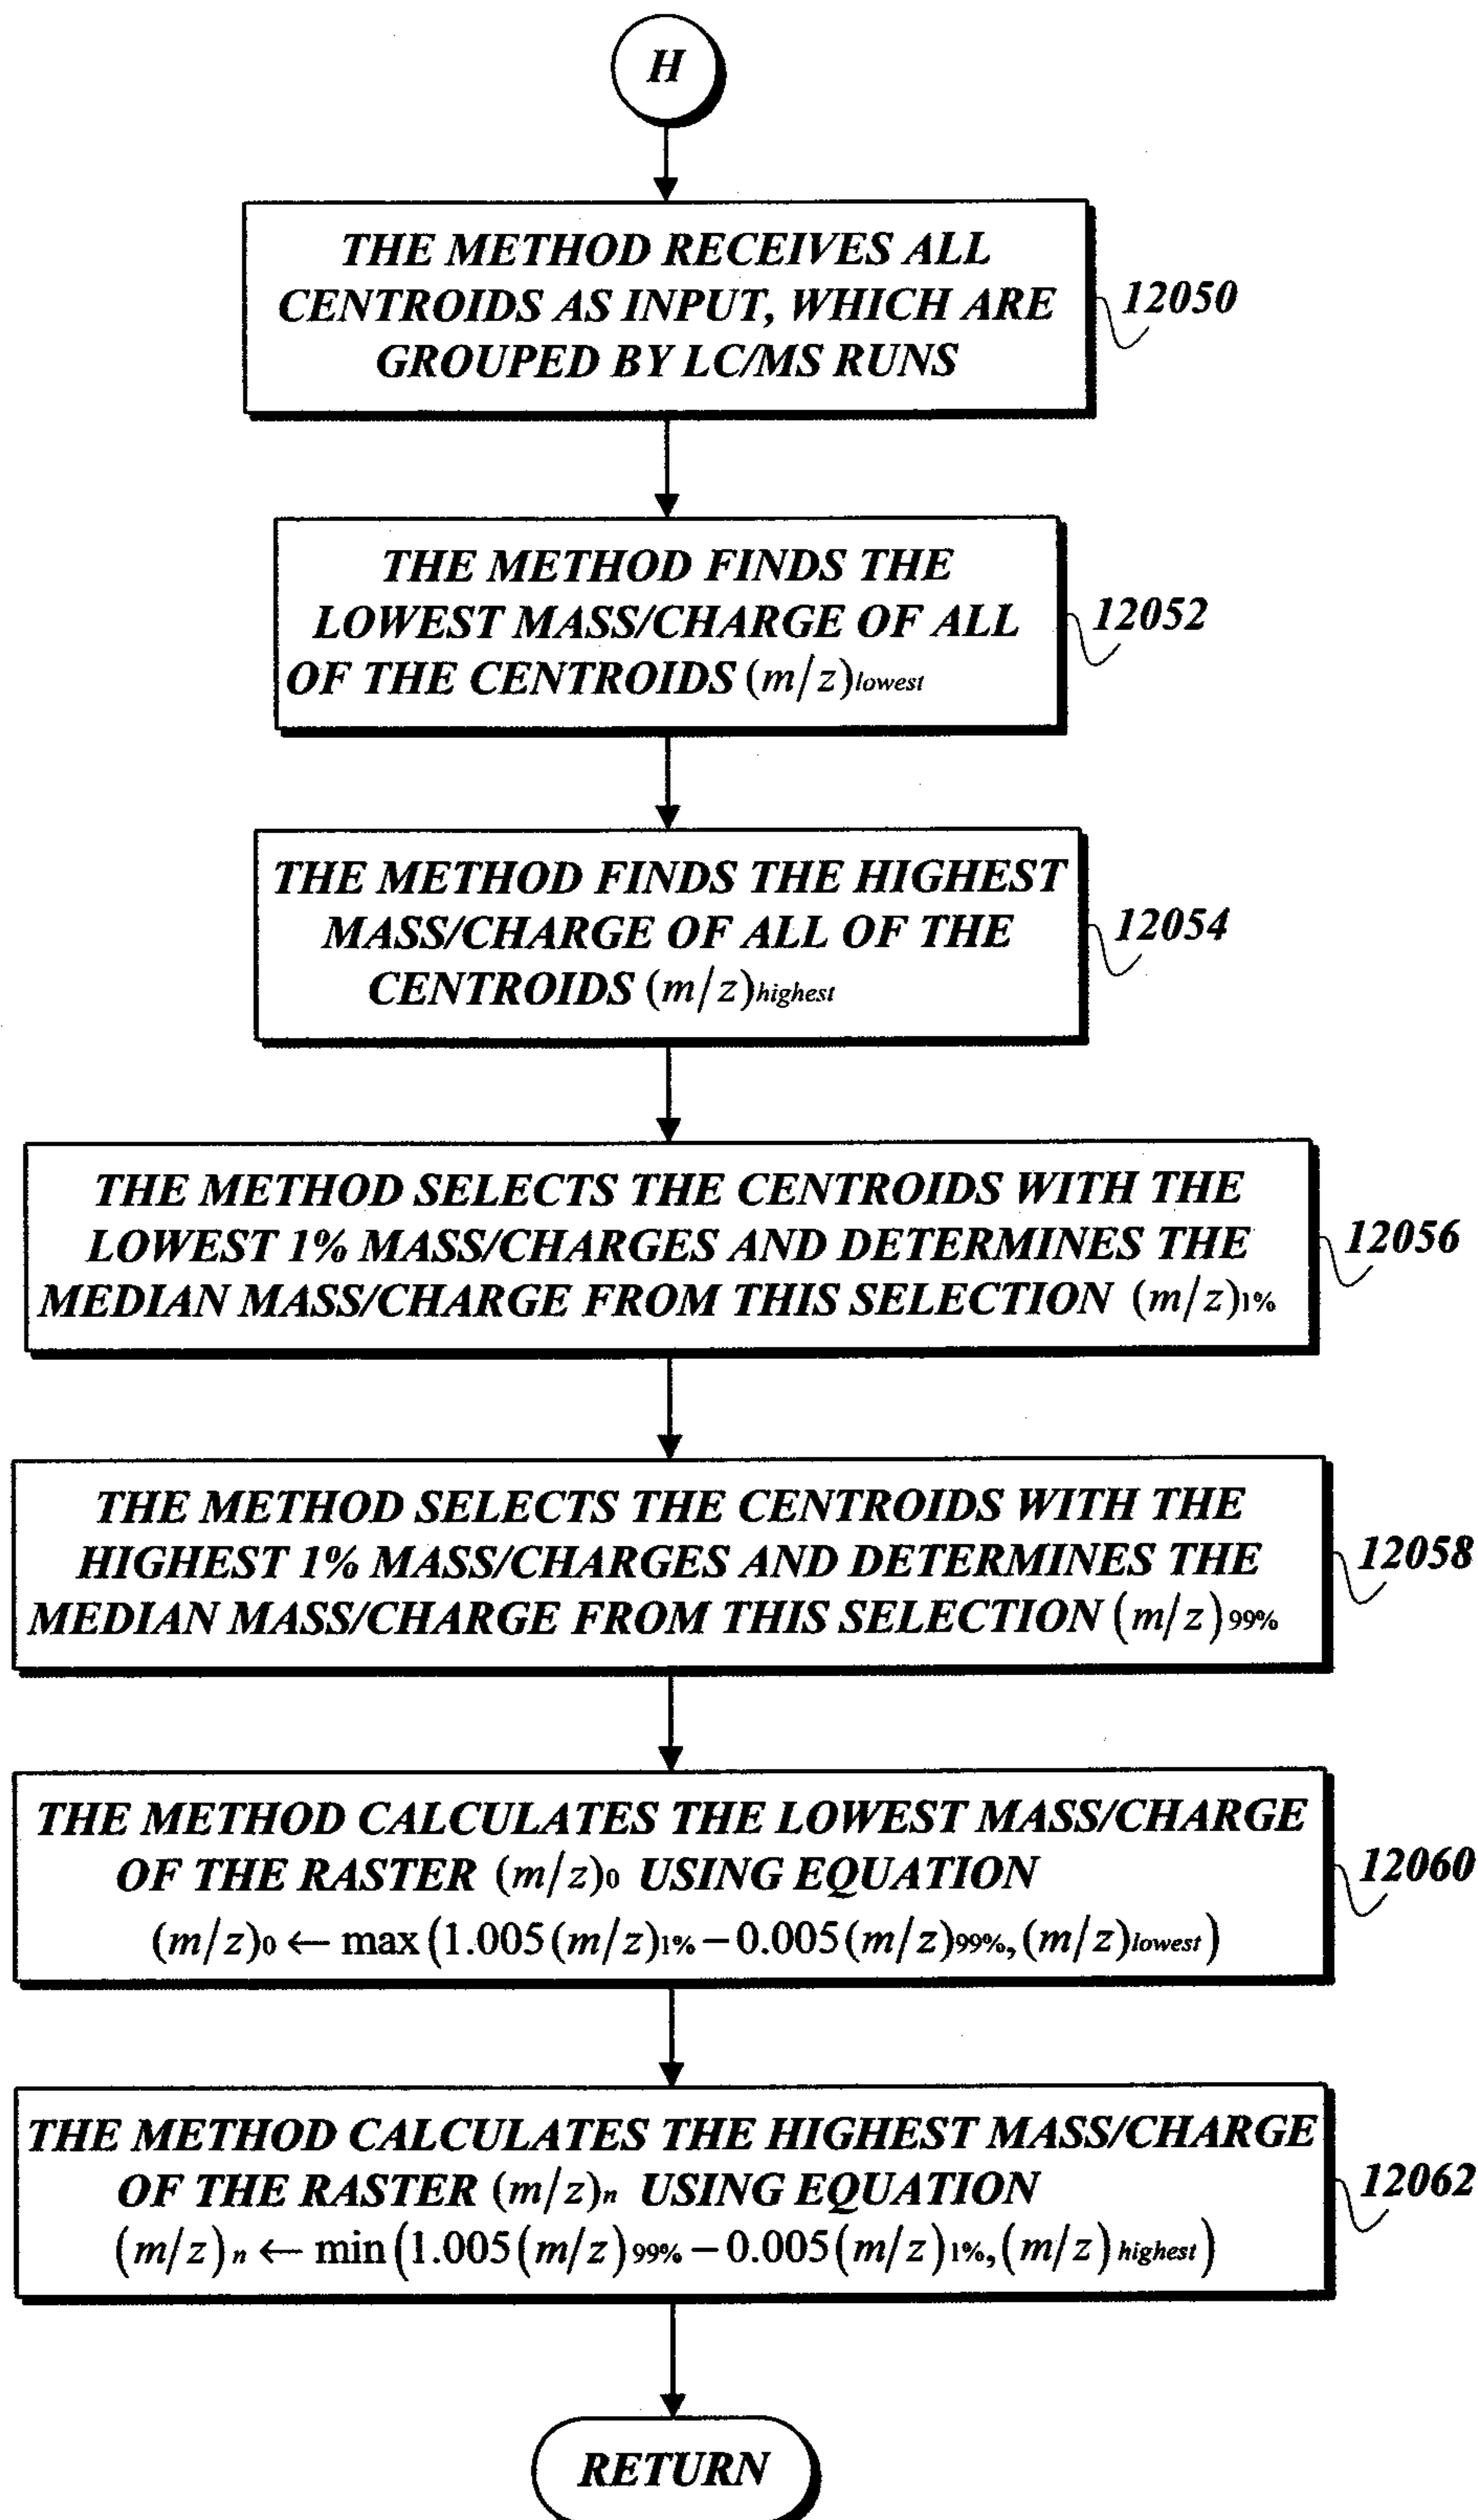 H
THE METHOD RECEIVES ALL
CENTROIDS AS INPUT, WHICH ARE
GROUPED BY LC/MS RUNS
12050
THE METHOD FINDS THE
LOWEST MASS/CHARGE OF ALL
OF THE CENTROIDS (m/z)lowest
12052
THE METHOD FINDS THE HIGHEST
MASS/CHARGE OF ALL OF THE
CENTROIDS (m/z)highest
12054
THE METHOD SELECTS THE CENTROIDS WITH THE
LOWEST 1% MASS/CHARGES AND DETERMINES THE
MEDIAN MASS/CHARGE FROM THIS SELECTION (m/z)1%
12056
THE METHOD SELECTS THE CENTROIDS WITH THE
HIGHEST 1% MASS/CHARGES AND DETERMINES THE
MEDIAN MASS/CHARGE FROM THIS SELECTION (m/z)99%
12058
THE METHOD CALCULATES THE LOWEST MASS/CHARGE
OF THE RASTER (m/z)0 USING EQUATION
(m/z)0 ← max(1.005(m/z)1% − 0.005(m/z)99%, (m/z)lowest)
12060
THE METHOD CALCULATES THE HIGHEST MASS/CHARGE
OF THE RASTER (m/z)n USING EQUATION
(m/z)n ← min(1.005(m/z)99% − 0.005(m/z)1%, (m/z)highest)
12062
RETURN